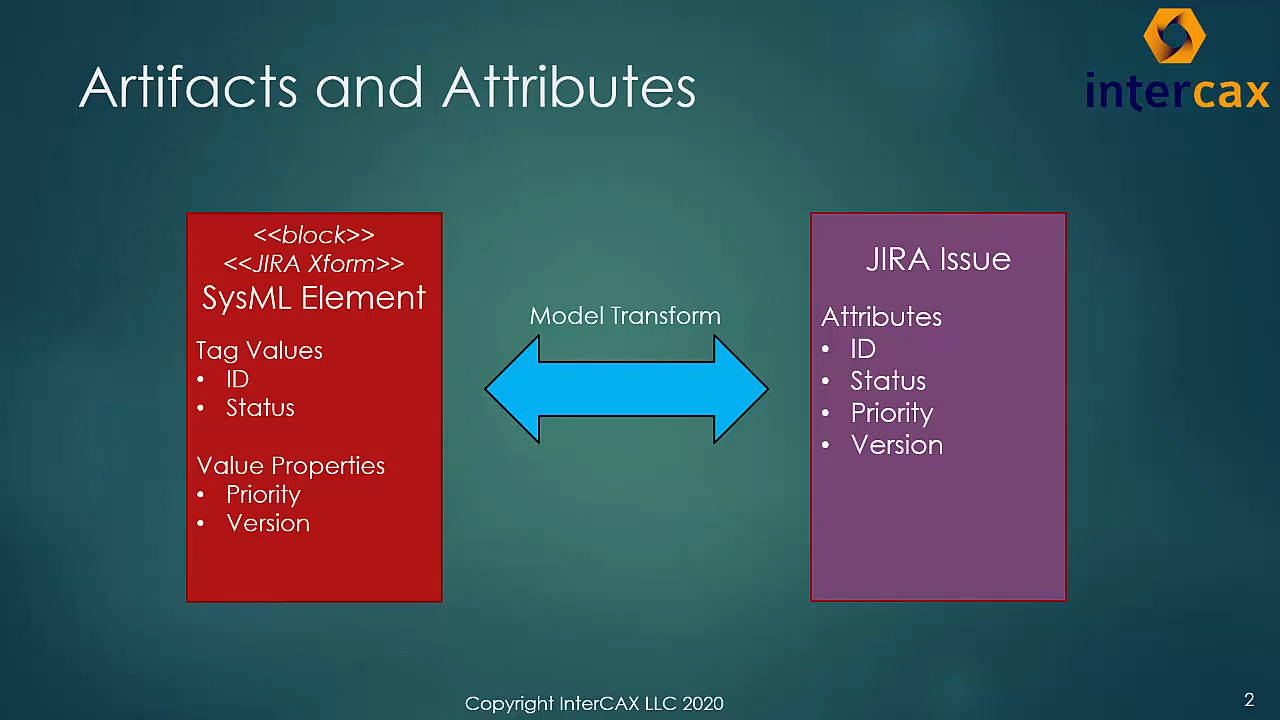 Artifacts and Attributes
intercax
<<block>>
<<JIRA Xform>>
SysML Element
Tag Values
• ID
• Status
Value Properties
• Priority
• Version
Model Transform
JIRA Issue
Attributes
• ID
• Status
• Priority
• Version
Copyright InterCAX LLC 2020
2